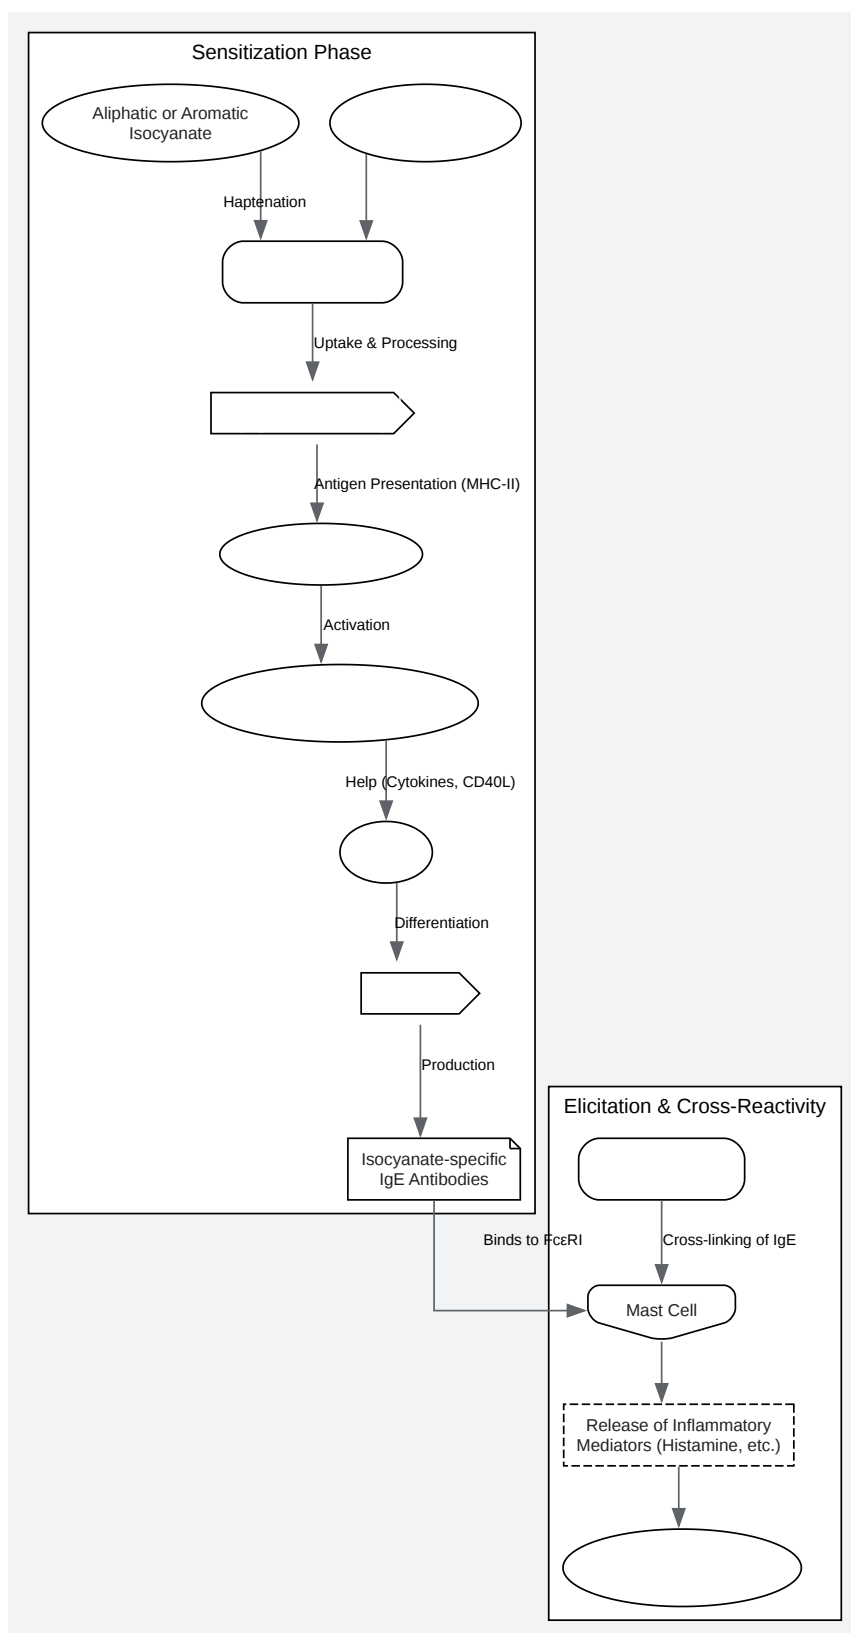 Sensitization Phase
Aliphatic or Aromatic
Isocyanate
Haptenation
Uptake & Processing
Antigen Presentation (MHC-II)
Activation
Help (Cytokines, CD40L)
Differentiation
Production
Isocyanate-specific
IgE Antibodies
Elicitation & Cross-Reactivity
Binds to FcεRI
Cross-linking of IgE
Mast Cell
Release of Inflammatory
Mediators (Histamine, etc.)